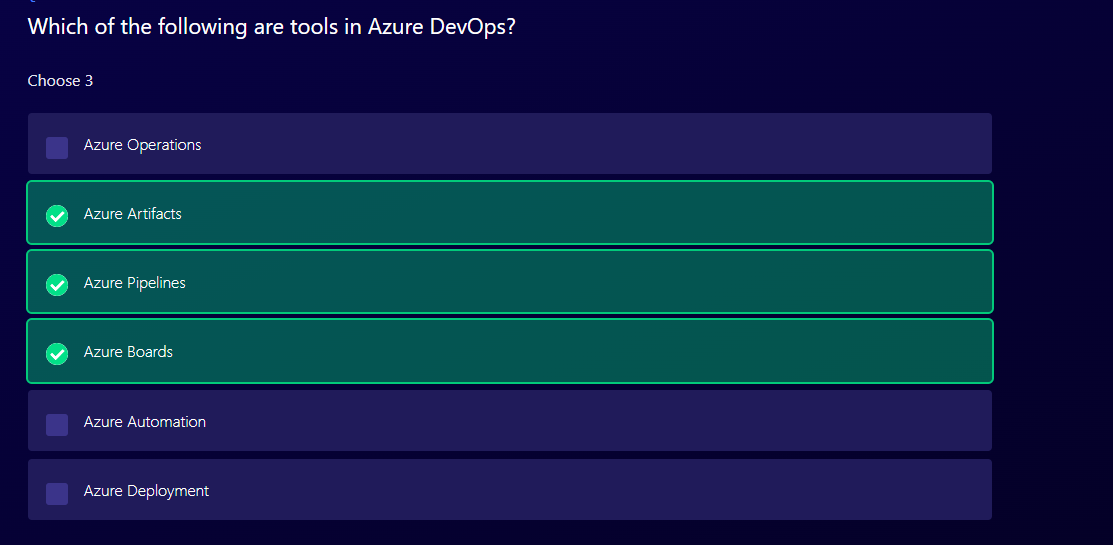 Which of the following are tools in Azure DevOps?
Choose 3
Azure Operations
Azure Artifacts
Azure Pipelines
Azure Boards
Azure Automation
Azure Deployment